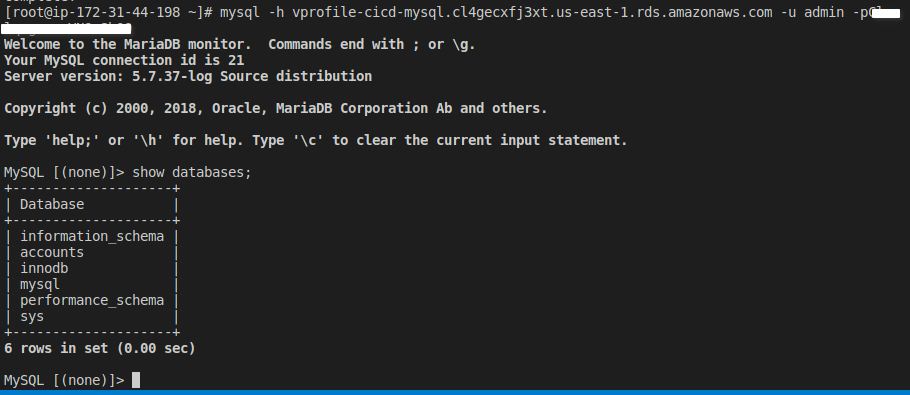 [root@ip-172-31-44-198 ~]# mysql -h vprofile-cicd-mysql.cl4gecxfj3xt.us-east-1.rds.amazonaws.com -u admin
Welcome to the MariaDB monitor.  Commands end with ; or \g.
Your MySQL connection id is 21
Server version: 5.7.37-log Source distribution
Copyright (c) 2000, 2018, Oracle, MariaDB Corporation Ab and others.
Type 'help;' or '\h' for help. Type '\c' to clear the current input statement.
MySQL [(none)]> show databases;
+--------------------+
| Database           |
+--------------------+
| information_schema |
| accounts           |
| innodb             |
| mysql              |
| performance_schema |
| sys                |
+--------------------+
6 rows in set (0.00 sec)
MySQL [(none)]>